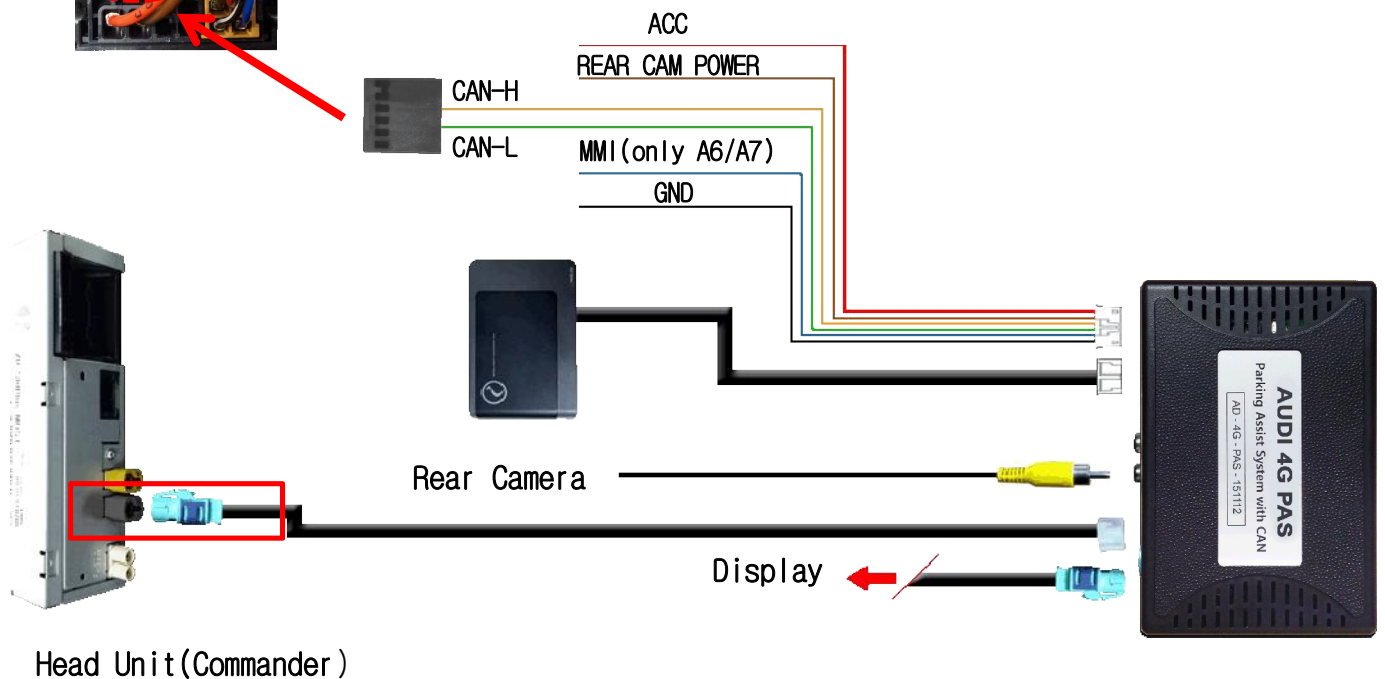 ACC
REAR CAM POWER
CAN-H
CAN-L
MMI(only A6/A7)
GND
Rear Camera
Display
Head Unit(Commander)
AUDI 4G PAS
Parking Assist System with CAN
AD - 4G - PAS - 151112